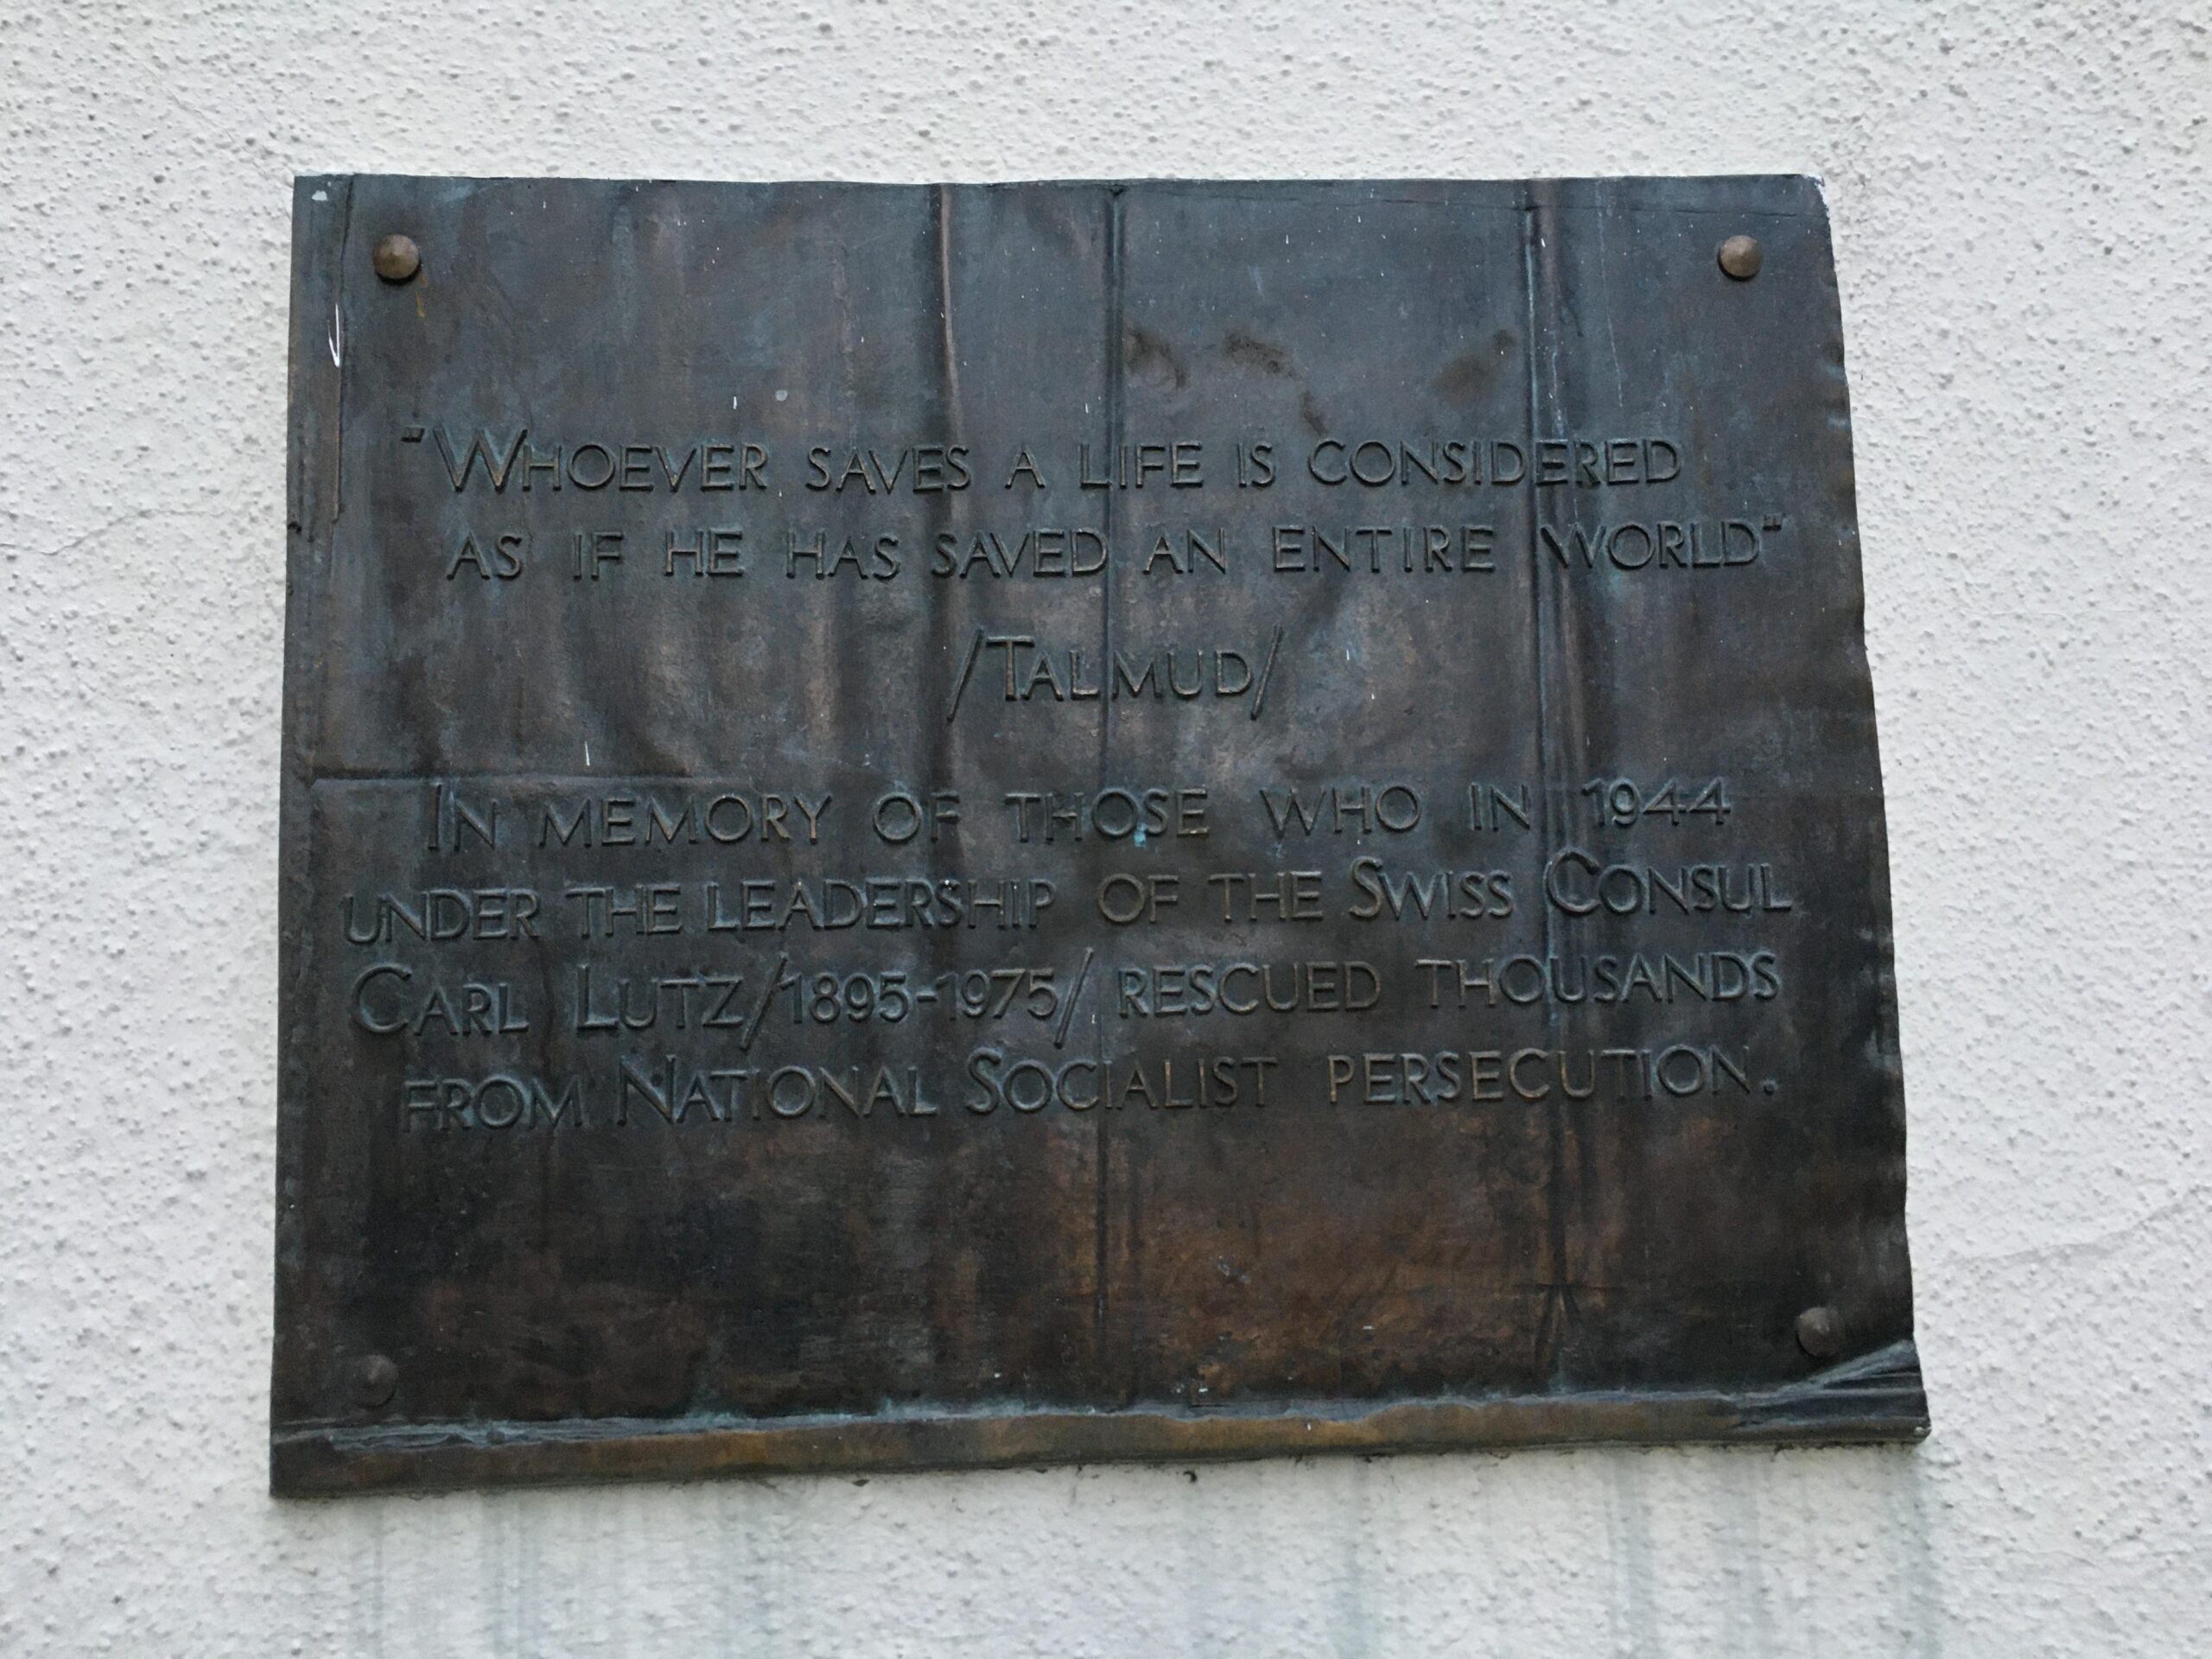 "WHOEVER SAVES A LIFE IS CONSIDERED
AS IF HE HAS SAVED AN ENTIRE WORLD"
/TALMUD/
IN MEMORY OF THOSE WHO IN 1944
UNDER THE LEADERSHIP OF THE SWISS CONSUL
CARL LUTZ/1895-1975/ RESCUED THOUSANDS
FROM NATIONAL SOCIALIST PERSECUTION.